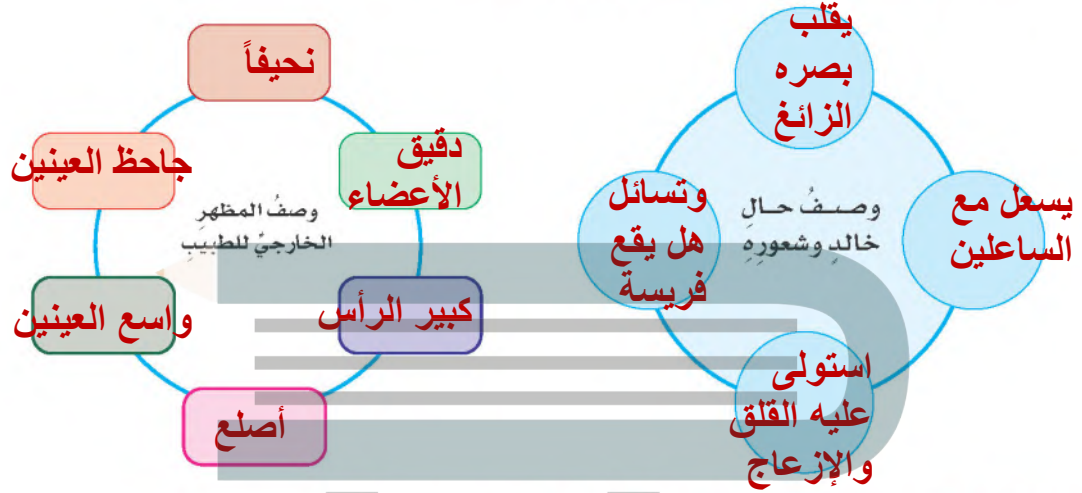 يقلب
بصره
الزائغ
يسعل مع
الساعلين
وصفُ حالِ
خالدٍ وشعورِهِ
وتسائل
هل يقع
فريسة
استولى
عليه القلق
والإزعاج
نحيفاً
دقيق
الأعضاء
جاحظ العينين
وصفُ المظهرِ
الخارجيِّ للطبيبِ
كبير الرأس
واسع العينين
أصلع